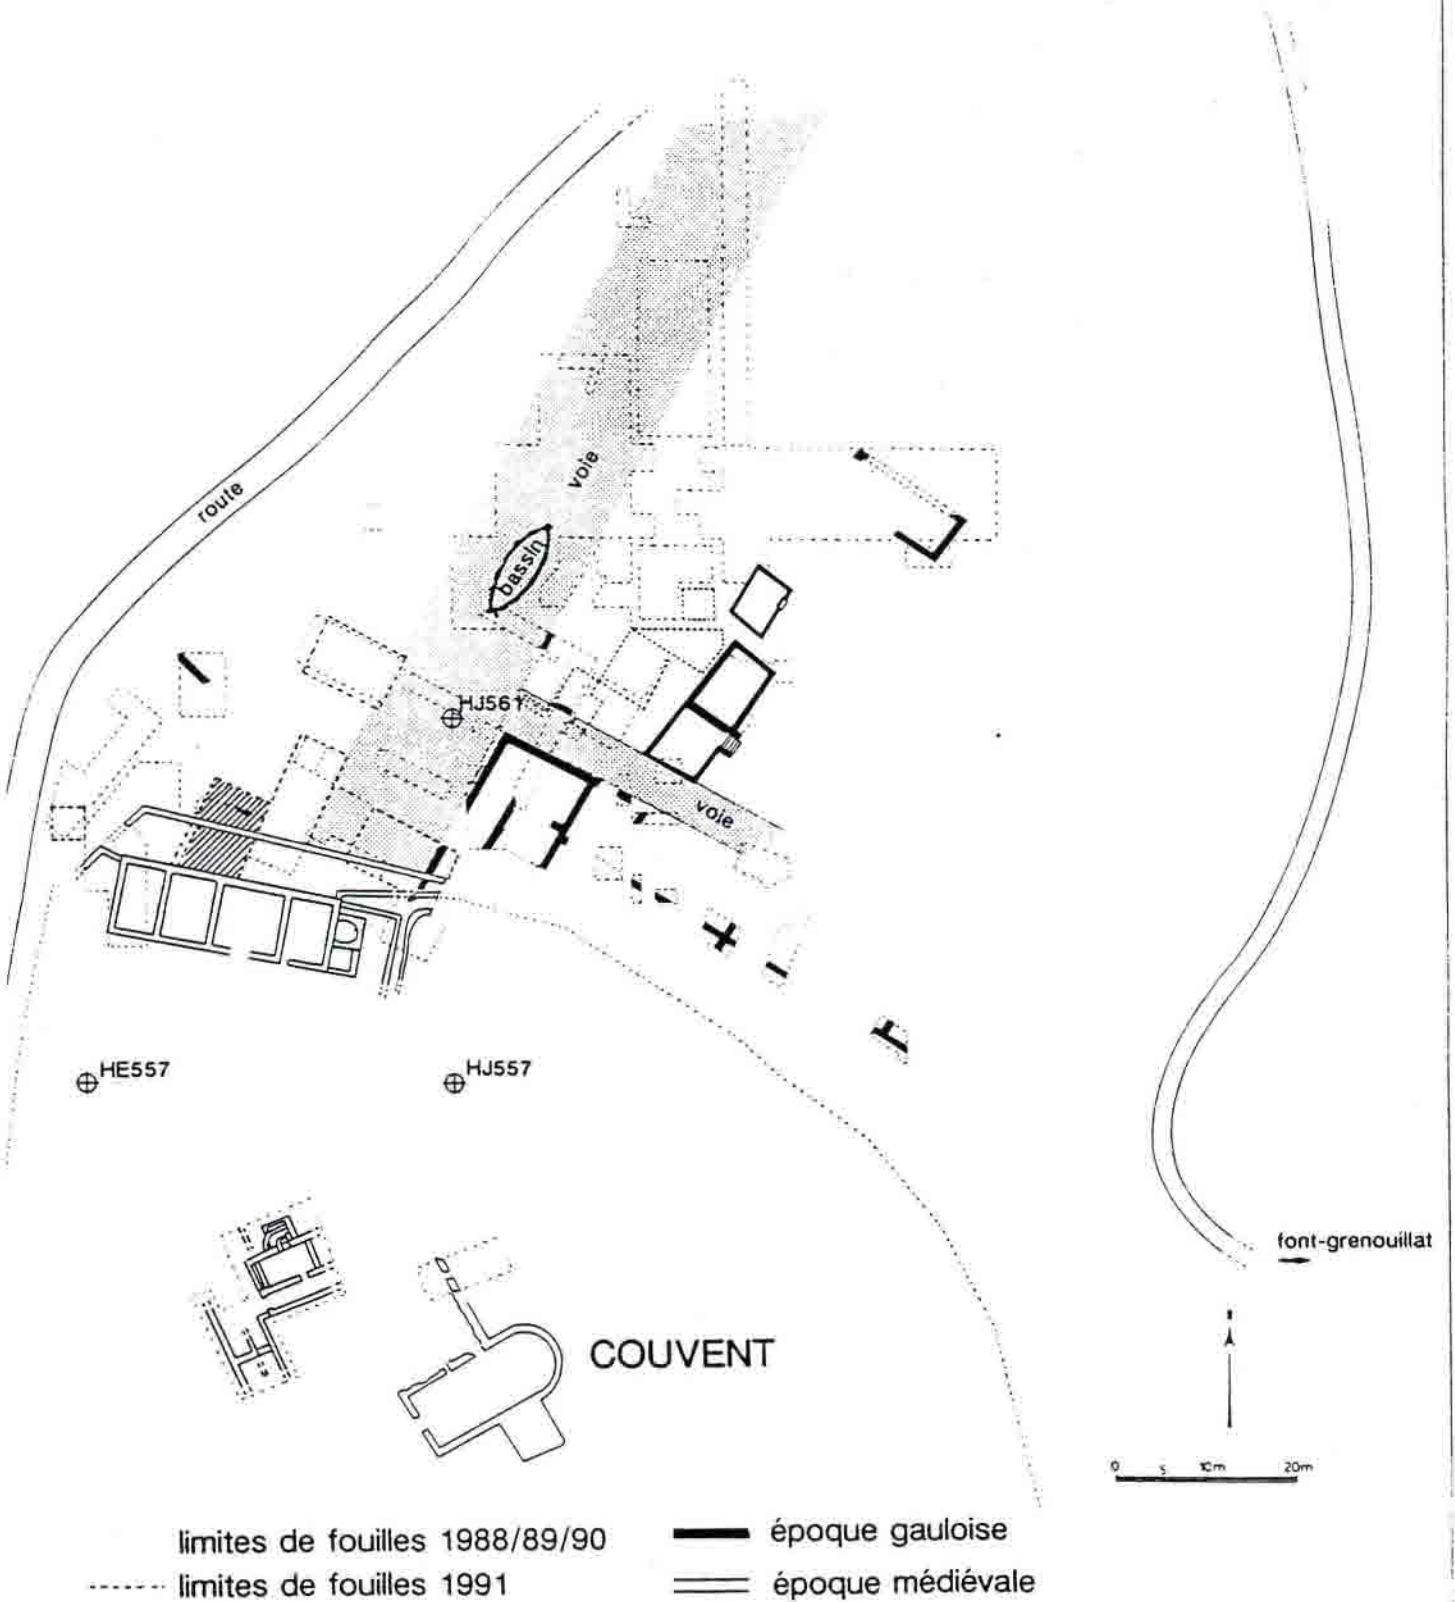 route
voie
bassin
HJ561
voie
HE557
HJ557
font-grenouillat
COUVENT
0 5 10m 20m
limites de fouilles 1988/89/90
époque gauloise
limites de fouilles 1991
époque médiévale